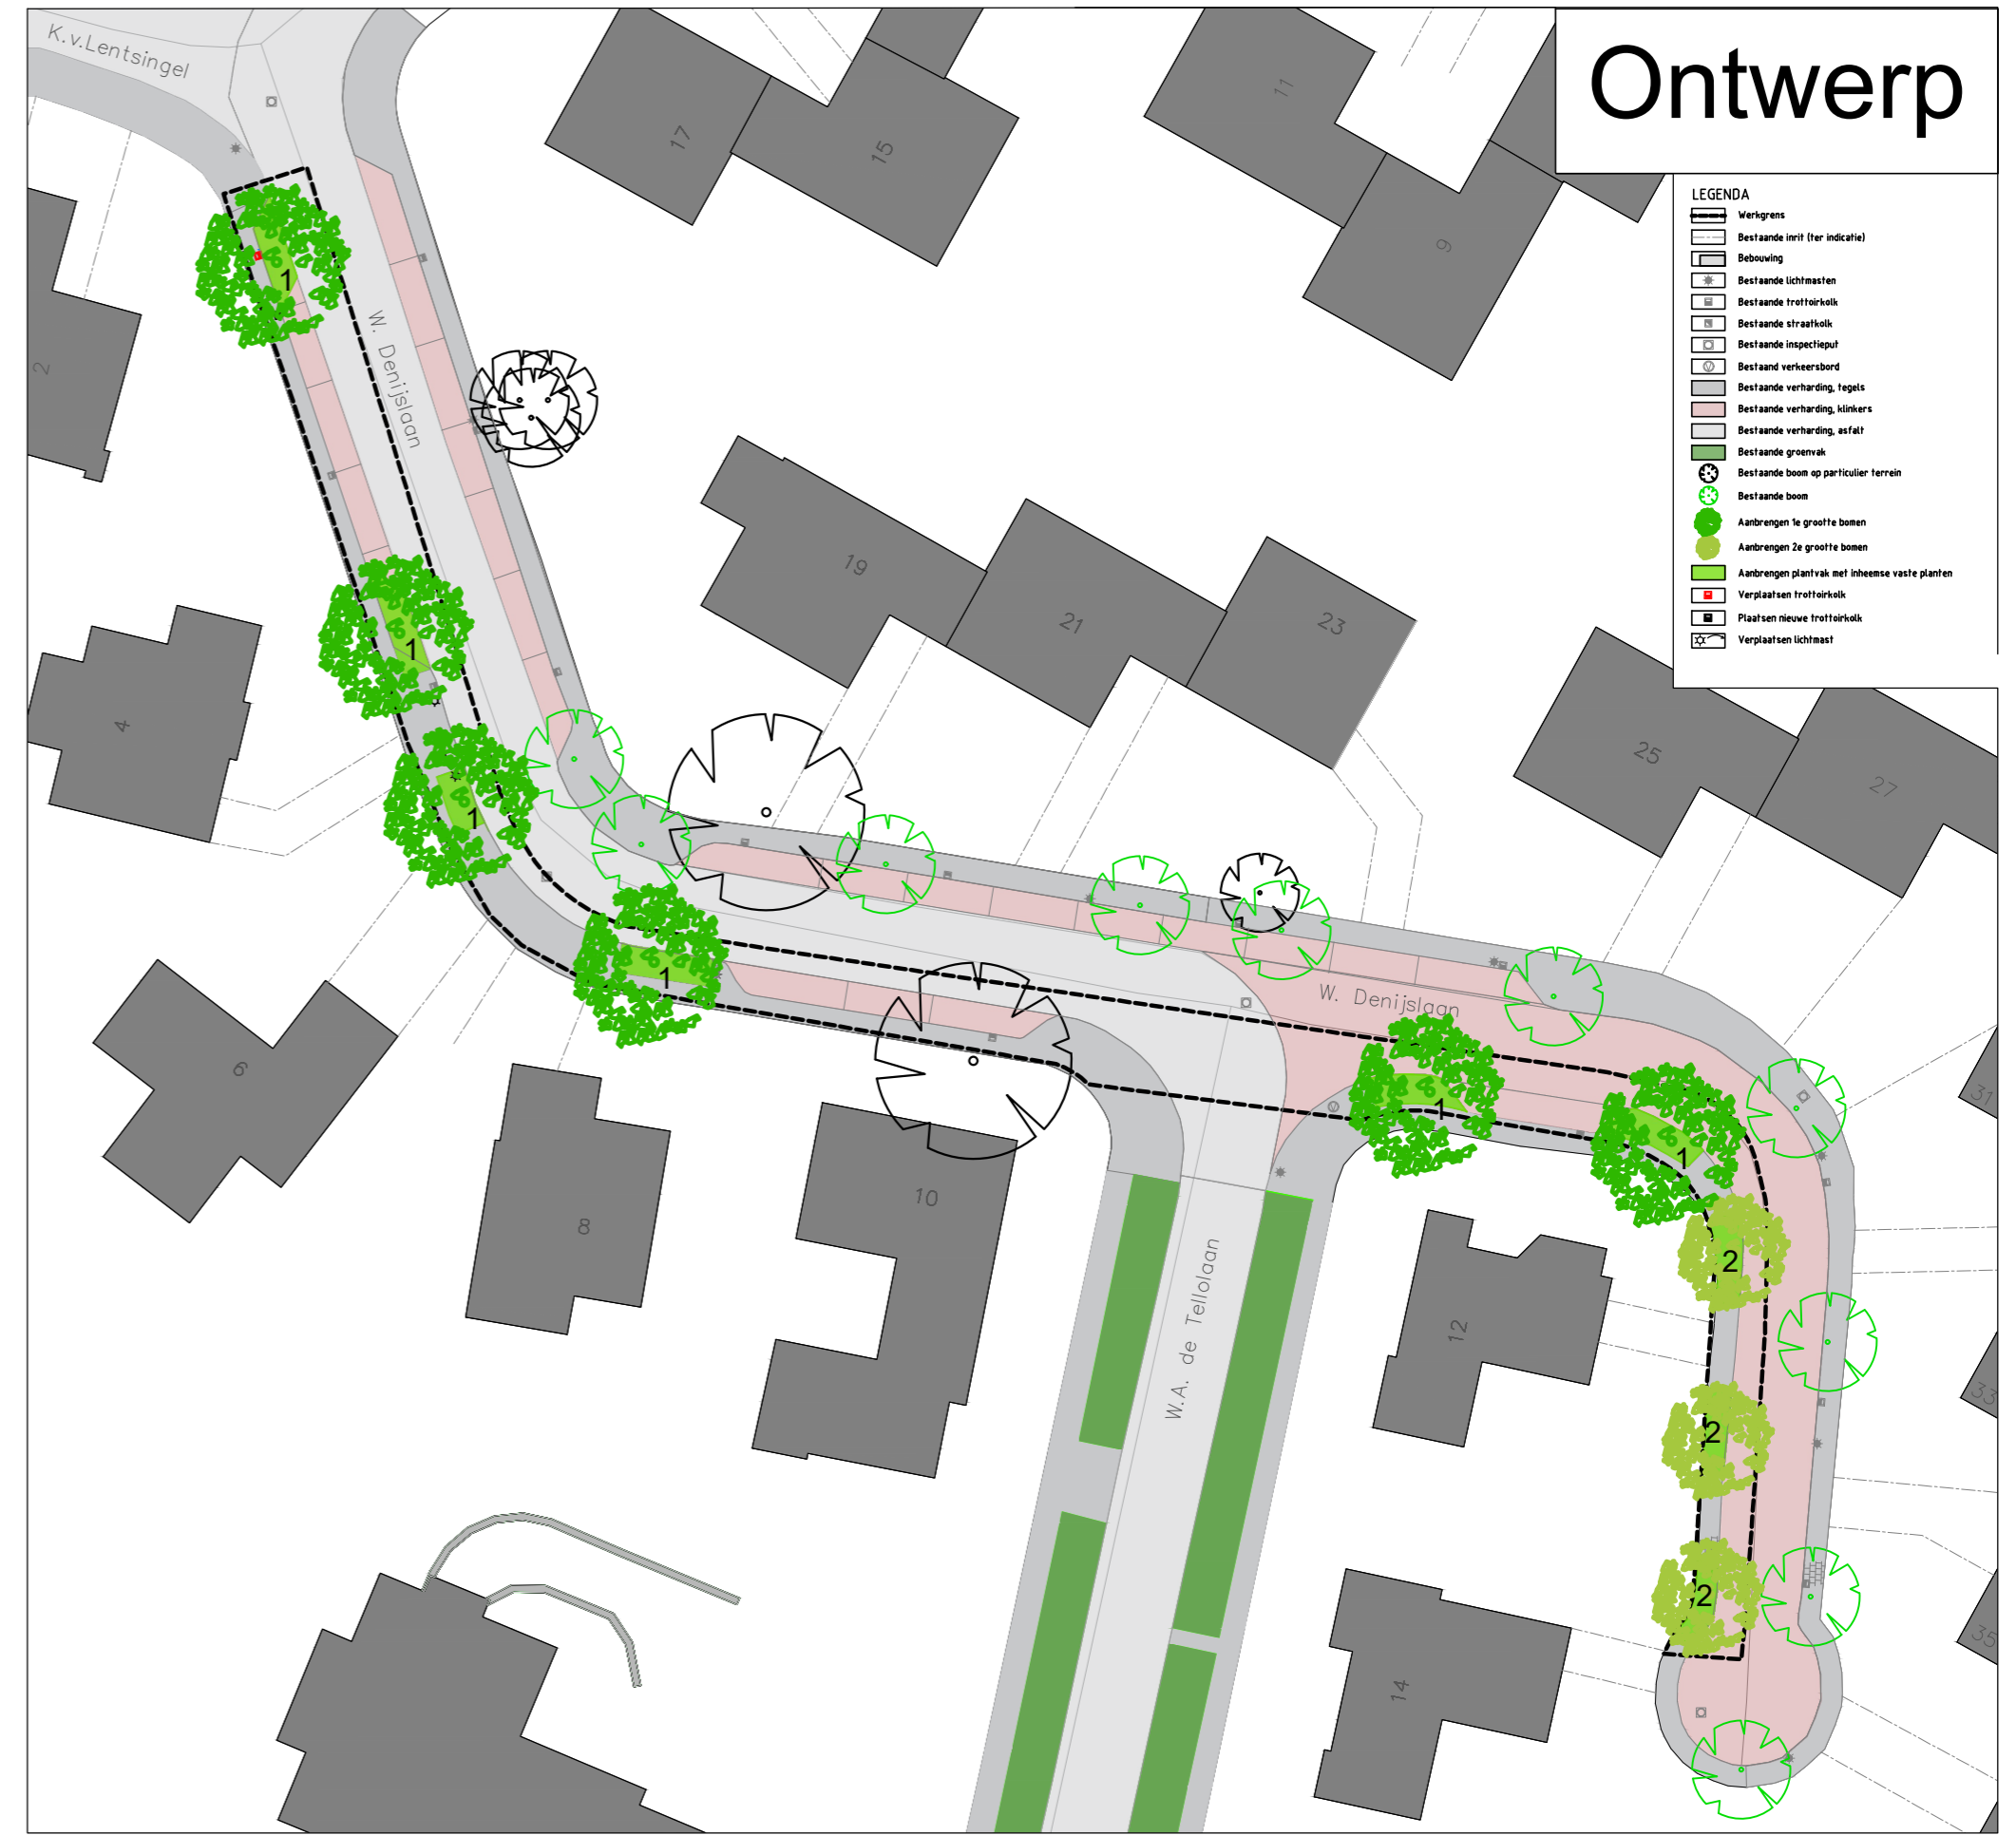 Ontwerp
LEGENDA
Werkgrens
Bestaande inrit (ter indicatie)
Bebouwing
Bestaande lichtmasten
Bestaande trottoirkolk
Bestaande straatkolk
Bestaande inspectieput
Bestaand verkeersbord
Bestaande verharding, tegels
Bestaande verharding, klinkers
Bestaande verharding, asfalt
Bestaande groenvak
Bestaande boom op particulier terrein
Bestaande boom
Aanbrengen 1e grootte bomen
Aanbrengen 2e grootte bomen
Aanbrengen plantvak met inheemse vaste planten
Verplaatsen trottoirkolk
Plaatsen nieuwe trottoirkolk
Verplaatsen lichtmast
K.v.Lentsingel
17
15
11
9
2
1
W. Denijslaan
19
21
23
25
27
4
1
1
1
W. Denijslaan
6
8
10
1
1
31
2
12
W.A. de Tellolaan
2
33
2
35
14